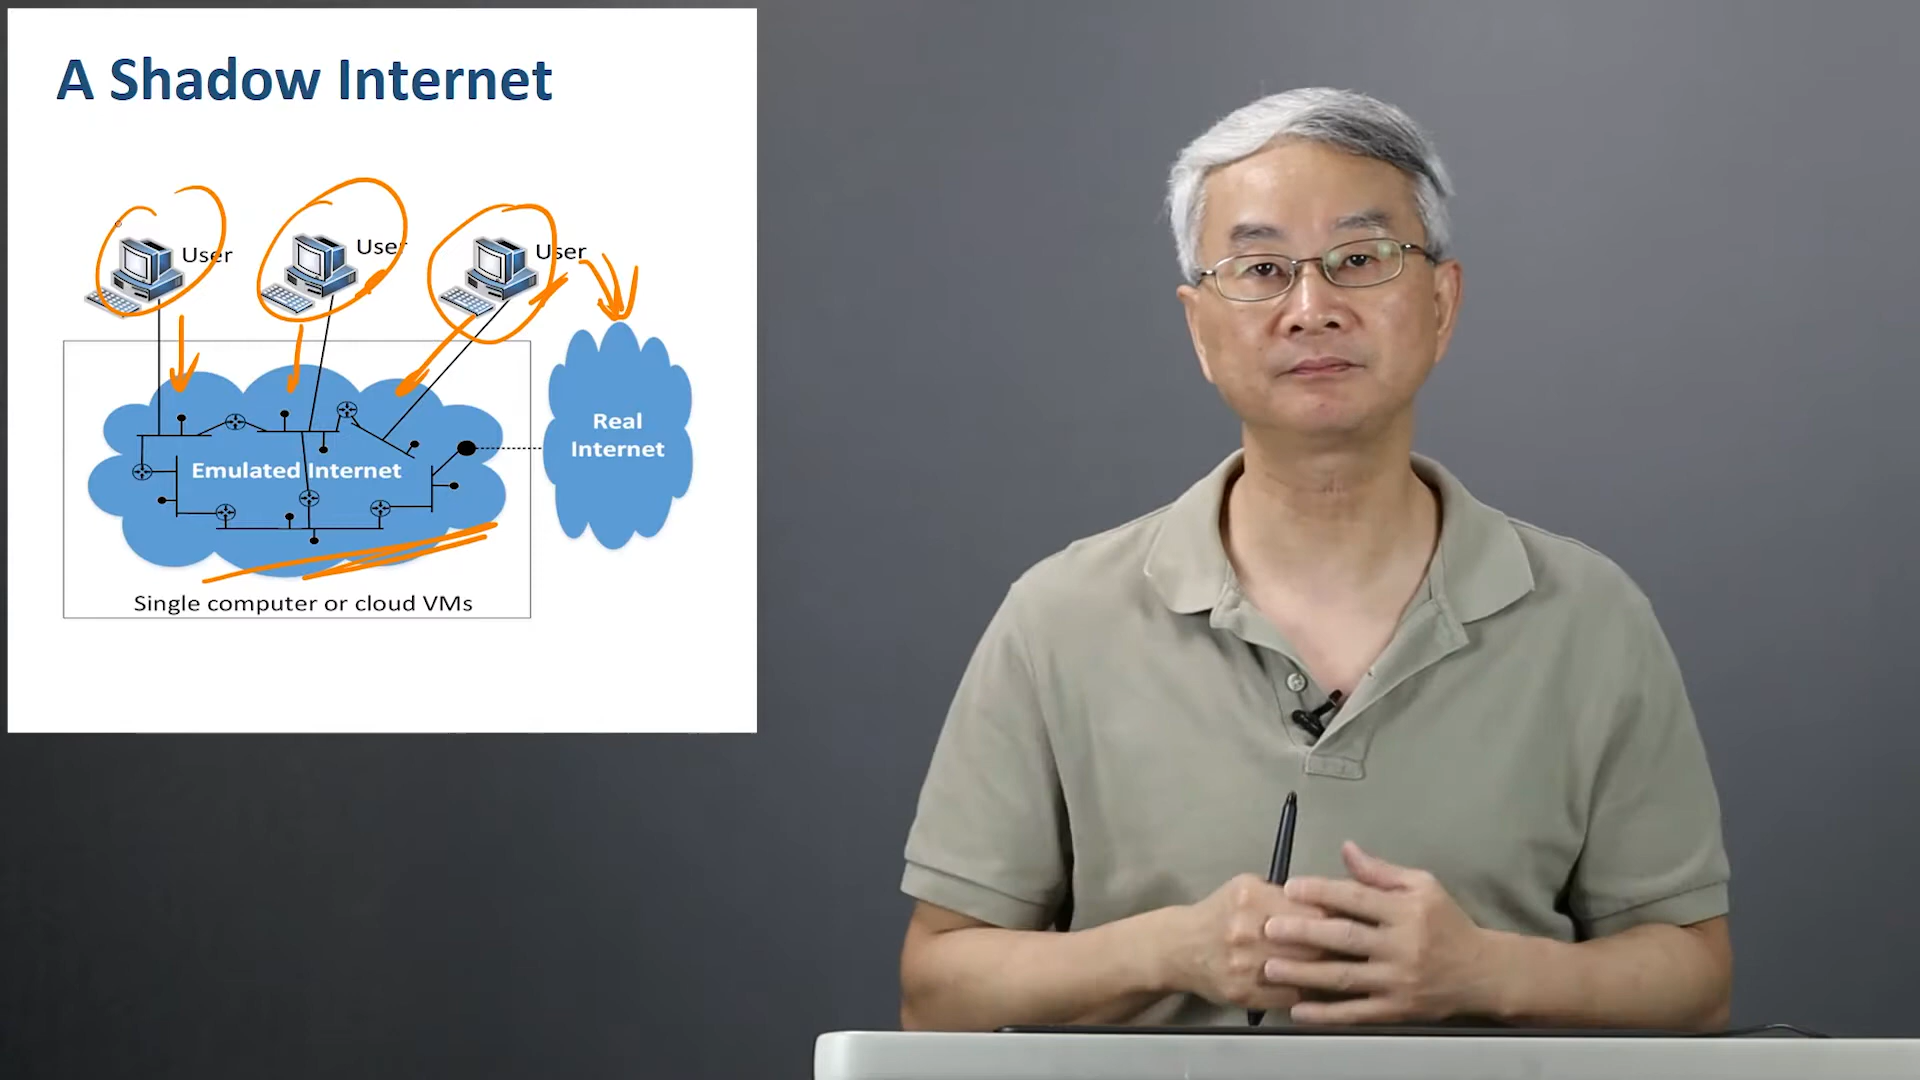 A Shadow Internet
User
User
User
Real
Internet
Emulated Internet
Single computer or cloud VMs